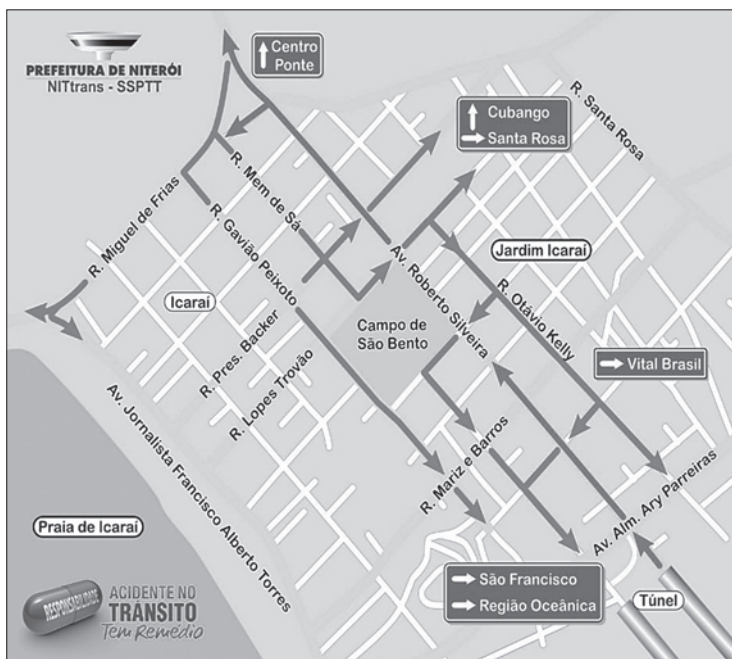 PREFEITURA DE NITERÓI
NITtrans - SSPTT
Centro
Ponte
Cubango
Santa Rosa
R. Santa Rosa
R. Miguel de Frias
R. Mem de Sá
R. Gavião Peixoto
Av. Roberto Silveira
Jardim Icaraí
R. Otávio Kelly
Icaraí
Campo de
São Bento
R. Pres. Backer
R. Lopes Trovão
Vital Brasil
Av. Jornalista Francisco Alberto Torres
R. Mariz e Barros
Av. Alm. Ary Parreiras
Praia de Icaraí
São Francisco
Região Oceânica
Túnel
RESPONSABILIDADE
ACIDENTE NO
TRÂNSITO
Tem Remédio